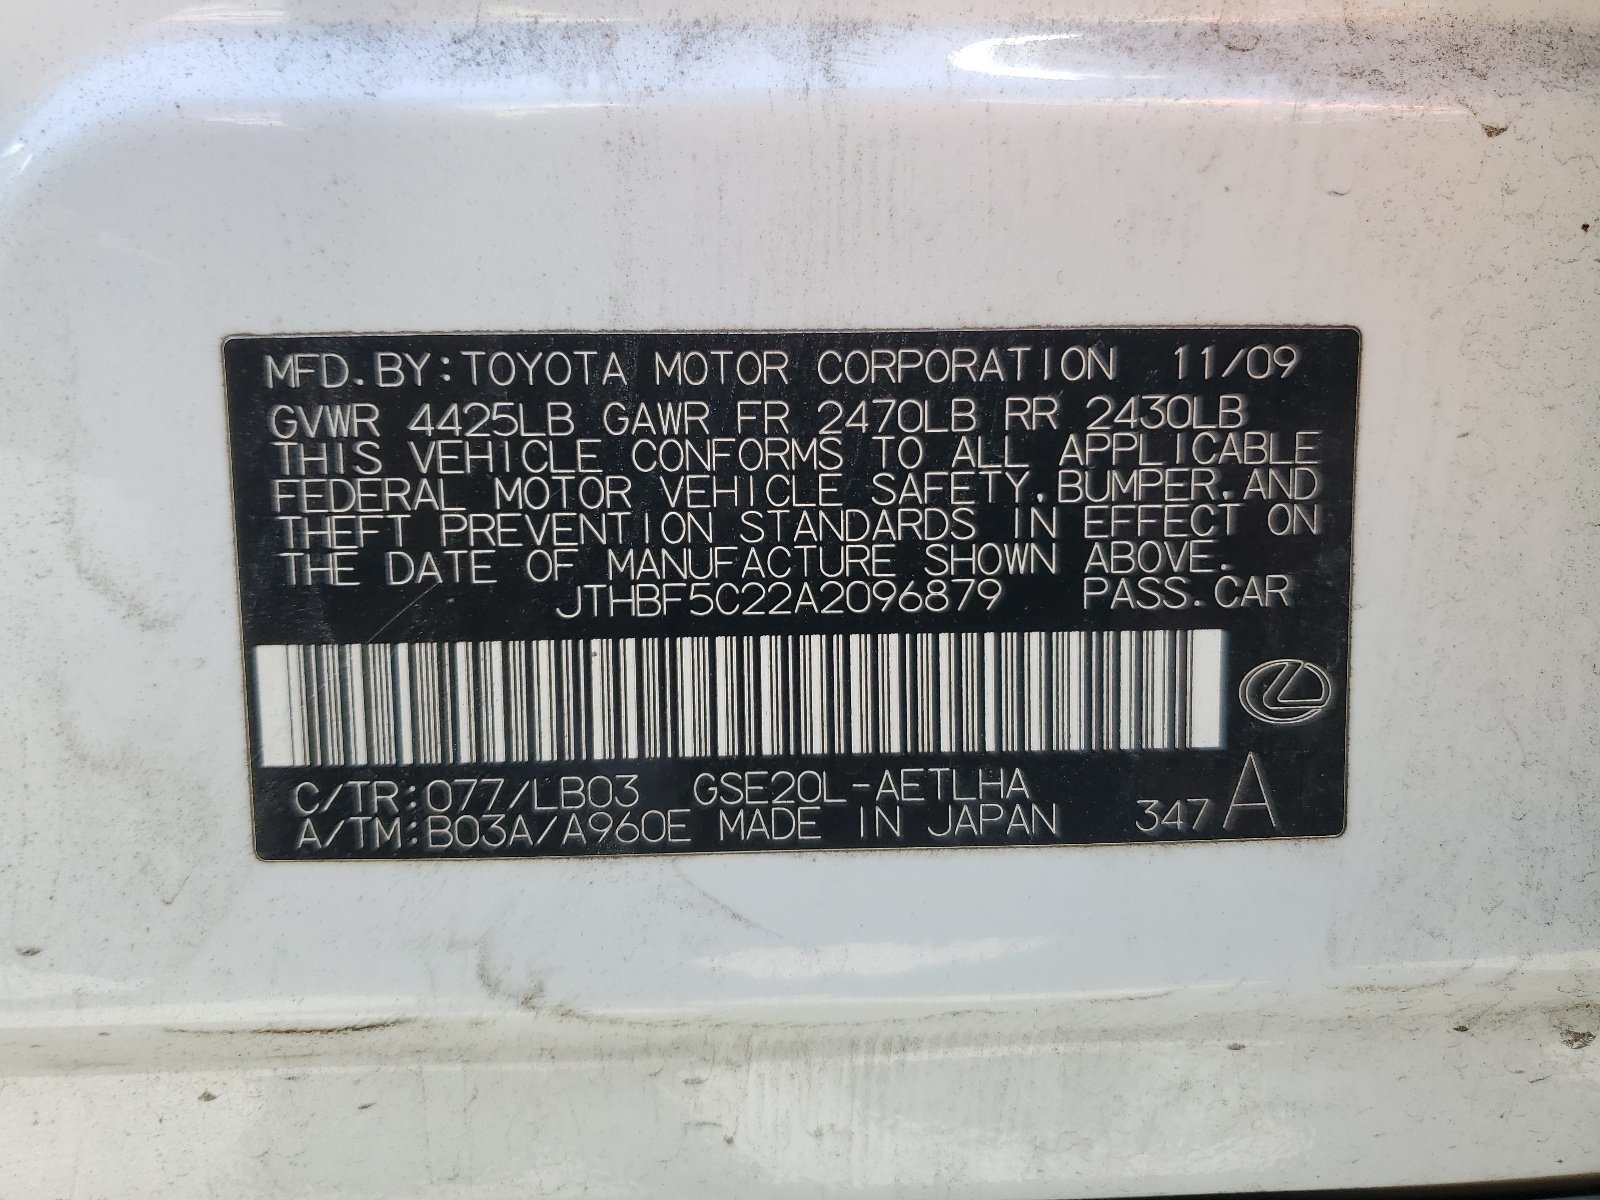 MFD.BY:TOYOTA MOTOR CORPORATION 11/09
GVWR 4425LB GAWR FR 2470LB RR 2430LB
THIS VEHICLE CONFORMS TO ALL APPLICABLE
FEDERAL MOTOR VEHICLE SAFETY,BUMPER,AND
THEFT PREVENTION STANDARDS IN EFFECT ON
THE DATE OF MANUFACTURE SHOWN ABOVE.
JTHBF5C22A2096879 PASS.CAR
C/TR:077/LB03 GSE20L-AETLHA
A/TM:B03A/A960E MADE IN JAPAN 347 A